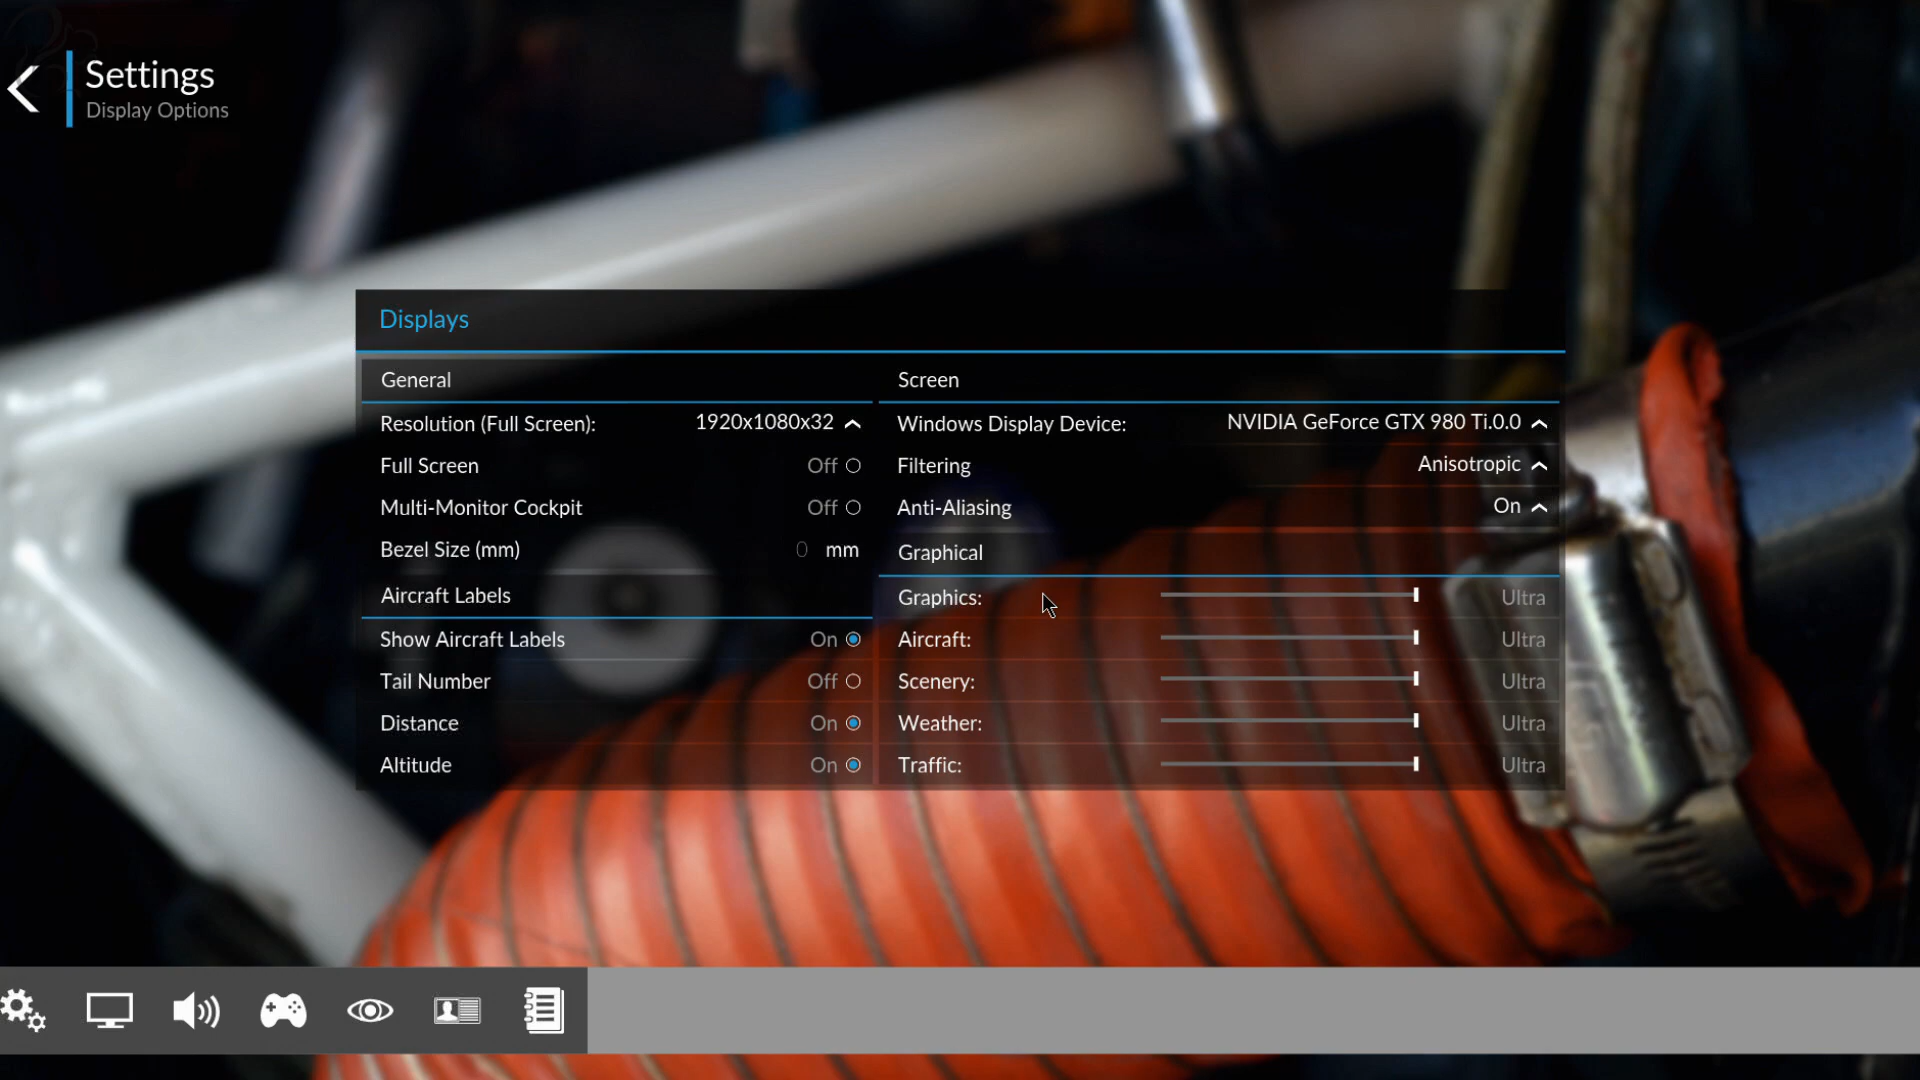 Settings
Display Options
Displays
General
Resolution (Full Screen): 1920x1080x32
Full Screen Off
Multi-Monitor Cockpit Off
Bezel Size (mm) 0 mm
Aircraft Labels
Show Aircraft Labels On
Tail Number Off
Distance On
Altitude On
Screen
Windows Display Device: NVIDIA GeForce GTX 980 Ti.0.0
Filtering Anisotropic
Anti-Aliasing On
Graphical
Graphics: Ultra
Aircraft: Ultra
Scenery: Ultra
Weather: Ultra
Traffic: Ultra